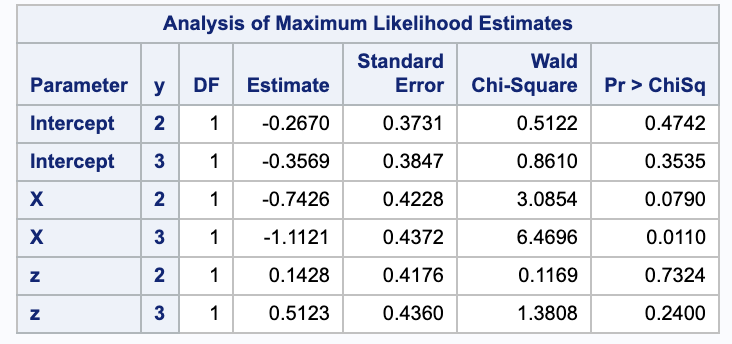 Analysis of Maximum Likelihood Estimates
Parameter y DF Estimate Standard Error Wald Chi-Square Pr > ChiSq
Intercept 2 1 -0.2670 0.3731 0.5122 0.4742
Intercept 3 1 -0.3569 0.3847 0.8610 0.3535
X 2 1 -0.7426 0.4228 3.0854 0.0790
X 3 1 -1.1121 0.4372 6.4696 0.0110
z 2 1 0.1428 0.4176 0.1169 0.7324
z 3 1 0.5123 0.4360 1.3808 0.2400